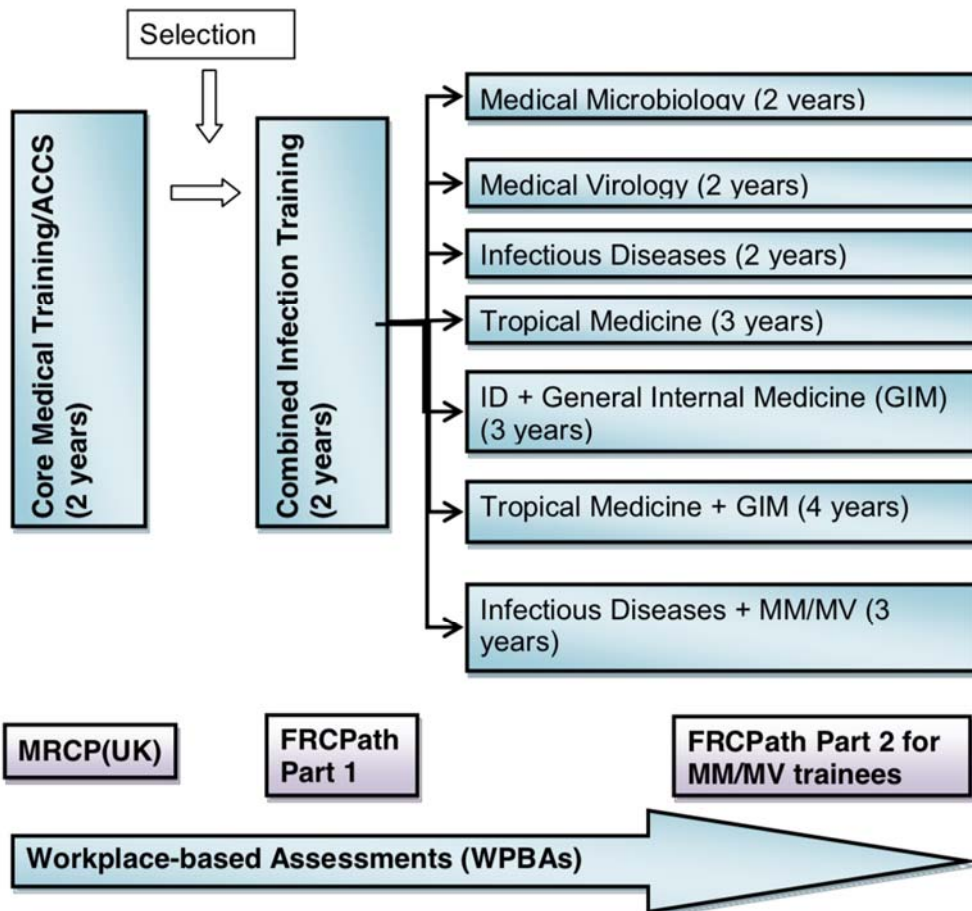 Selection
Core Medical Training/ACCS
(2 years)
Combined Infection Training
(2 years)
Medical Microbiology (2 years)
Medical Virology (2 years)
Infectious Diseases (2 years)
Tropical Medicine (3 years)
ID + General Internal Medicine (GIM)
(3 years)
Tropical Medicine + GIM (4 years)
Infectious Diseases + MM/MV (3
years)
MRCP(UK)
FRCPath
Part 1
FRCPath Part 2 for
MM/MV trainees
Workplace-based Assessments (WPBAs)